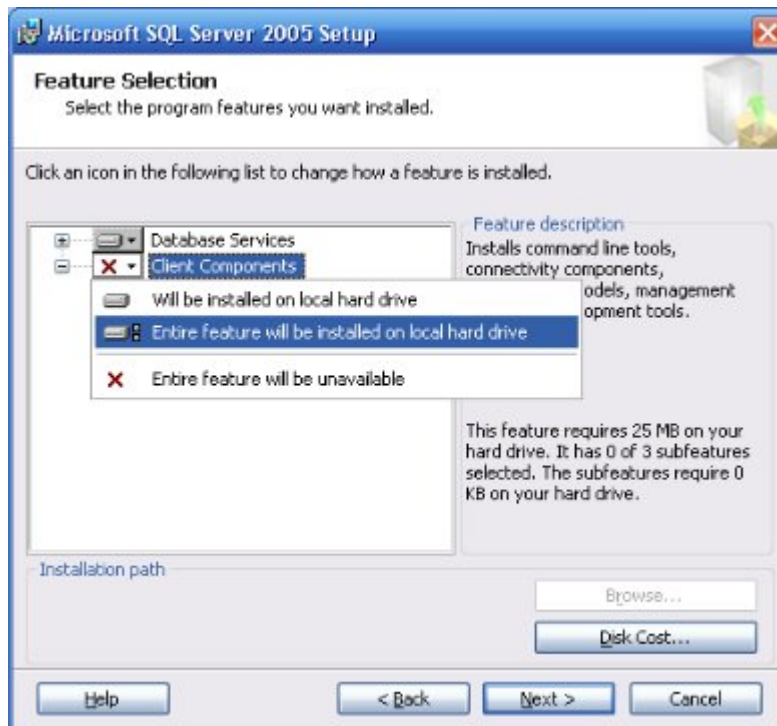 Microsoft SQL Server 2005 Setup
Feature Selection
Select the program features you want installed.
Click an icon in the following list to change how a feature is installed.
Database Services
Client Components
Will be installed on local hard drive
Entire feature will be installed on local hard drive
Entire feature will be unavailable
Feature description
Installs command line tools,
connectivity components,
odels, management
opment tools.
This feature requires 25 MB on your
hard drive. It has 0 of 3 subfeatures
selected. The subfeatures require 0
KB on your hard drive.
Installation path
Browse...
Disk Cost...
Help
< Back
Next >
Cancel